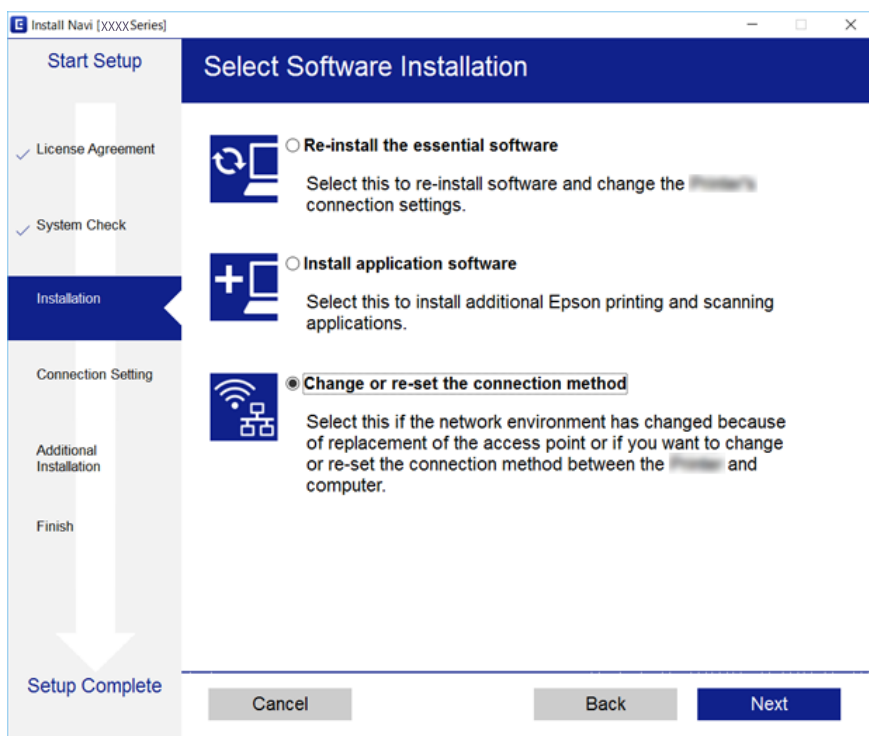 Install Navi [XXXX Series]
Start Setup
License Agreement
System Check
Installation
Connection Setting
Additional
Installation
Finish
Setup Complete
Select Software Installation
Re-install the essential software
Select this to re-install software and change the
connection settings.
Install application software
Select this to install additional Epson printing and scanning
applications.
Change or re-set the connection method
Select this if the network environment has changed because
of replacement of the access point or if you want to change
or re-set the connection method between the and
computer.
Cancel
Back
Next